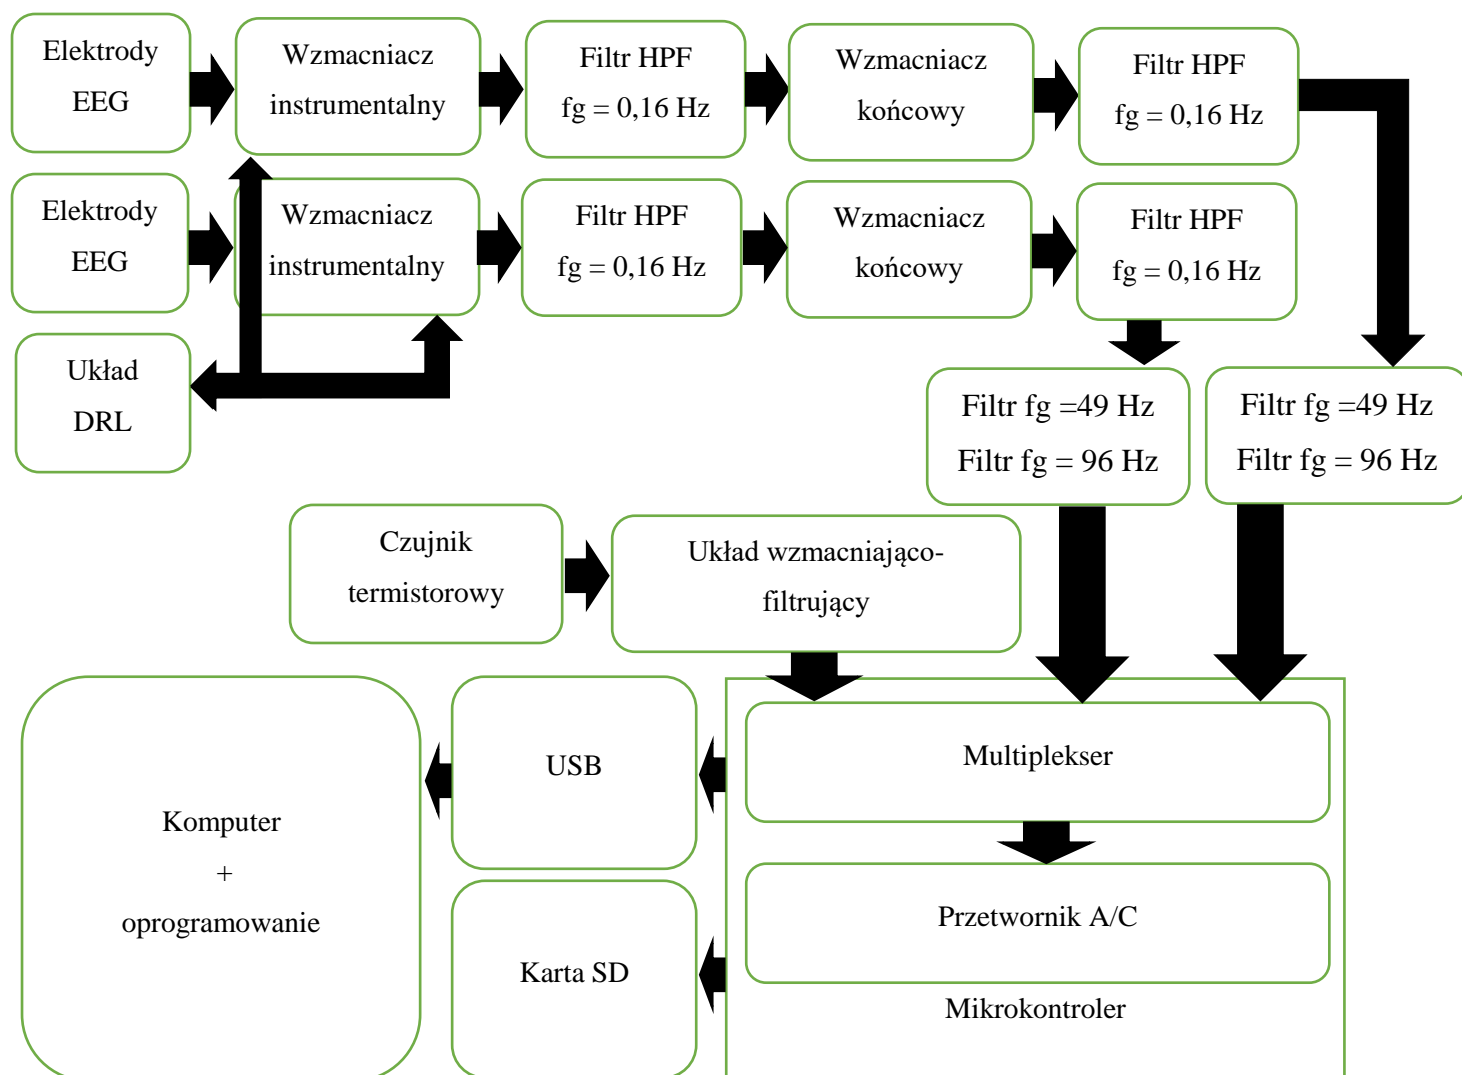 Elektrody
EEG
Wzmacniacz
instrumentalny
Filtr HPF
fg = 0,16 Hz
Wzmacniacz
końcowy
Filtr HPF
fg = 0,16 Hz
Elektrody
EEG
Wzmacniacz
instrumentalny
Filtr HPF
fg = 0,16 Hz
Wzmacniacz
końcowy
Filtr HPF
fg = 0,16 Hz
Układ
DRL
Filtr fg =49 Hz
Filtr fg = 96 Hz
Filtr fg =49 Hz
Filtr fg = 96 Hz
Czujnik
termistorowy
Układ wzmacniająco-
filtrujący
Komputer
+
oprogramowanie
USB
Karta SD
Multiplekser
Przetwornik A/C
Mikrokontroler